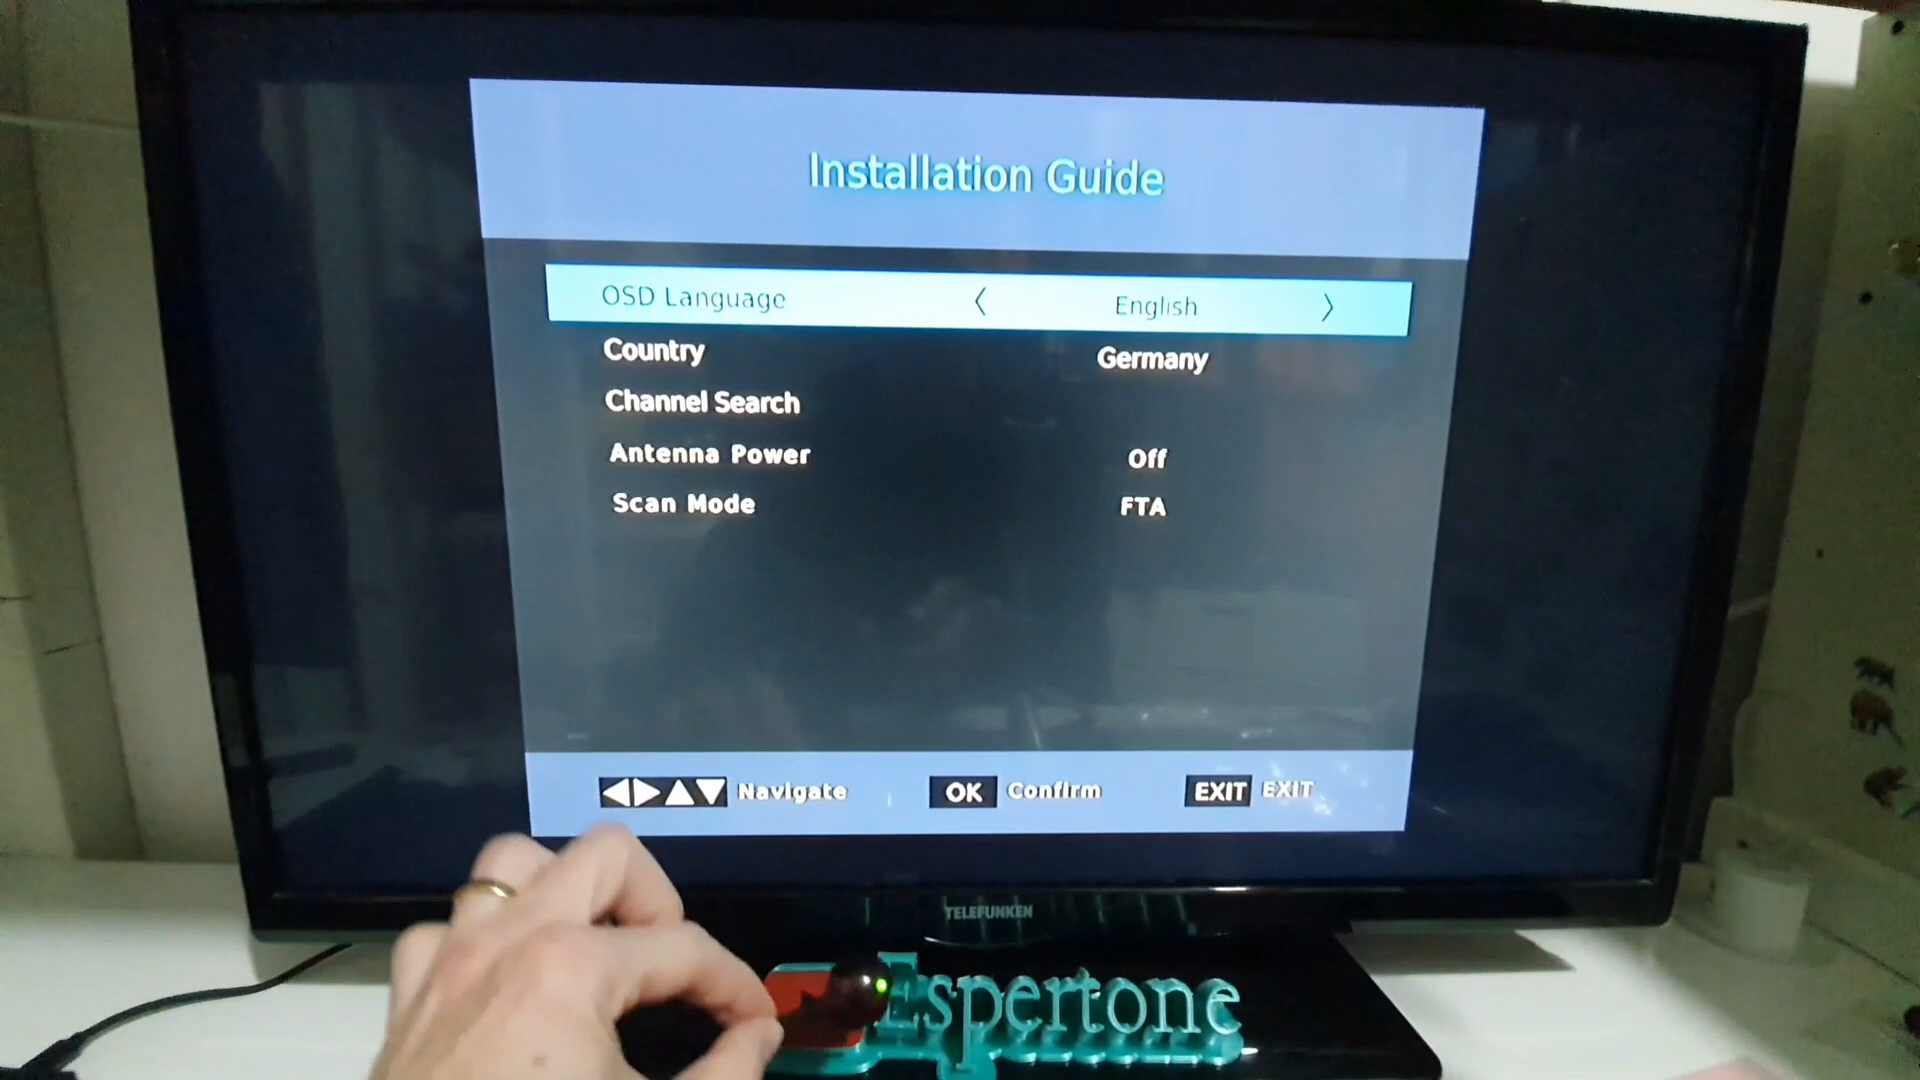 Installation Guide
OSD Language < English >
Country Germany
Channel Search
Antenna Power Off
Scan Mode FTA
Navigate OK Confirm EXIT EXIT
TELEFUNKEN
Espertone